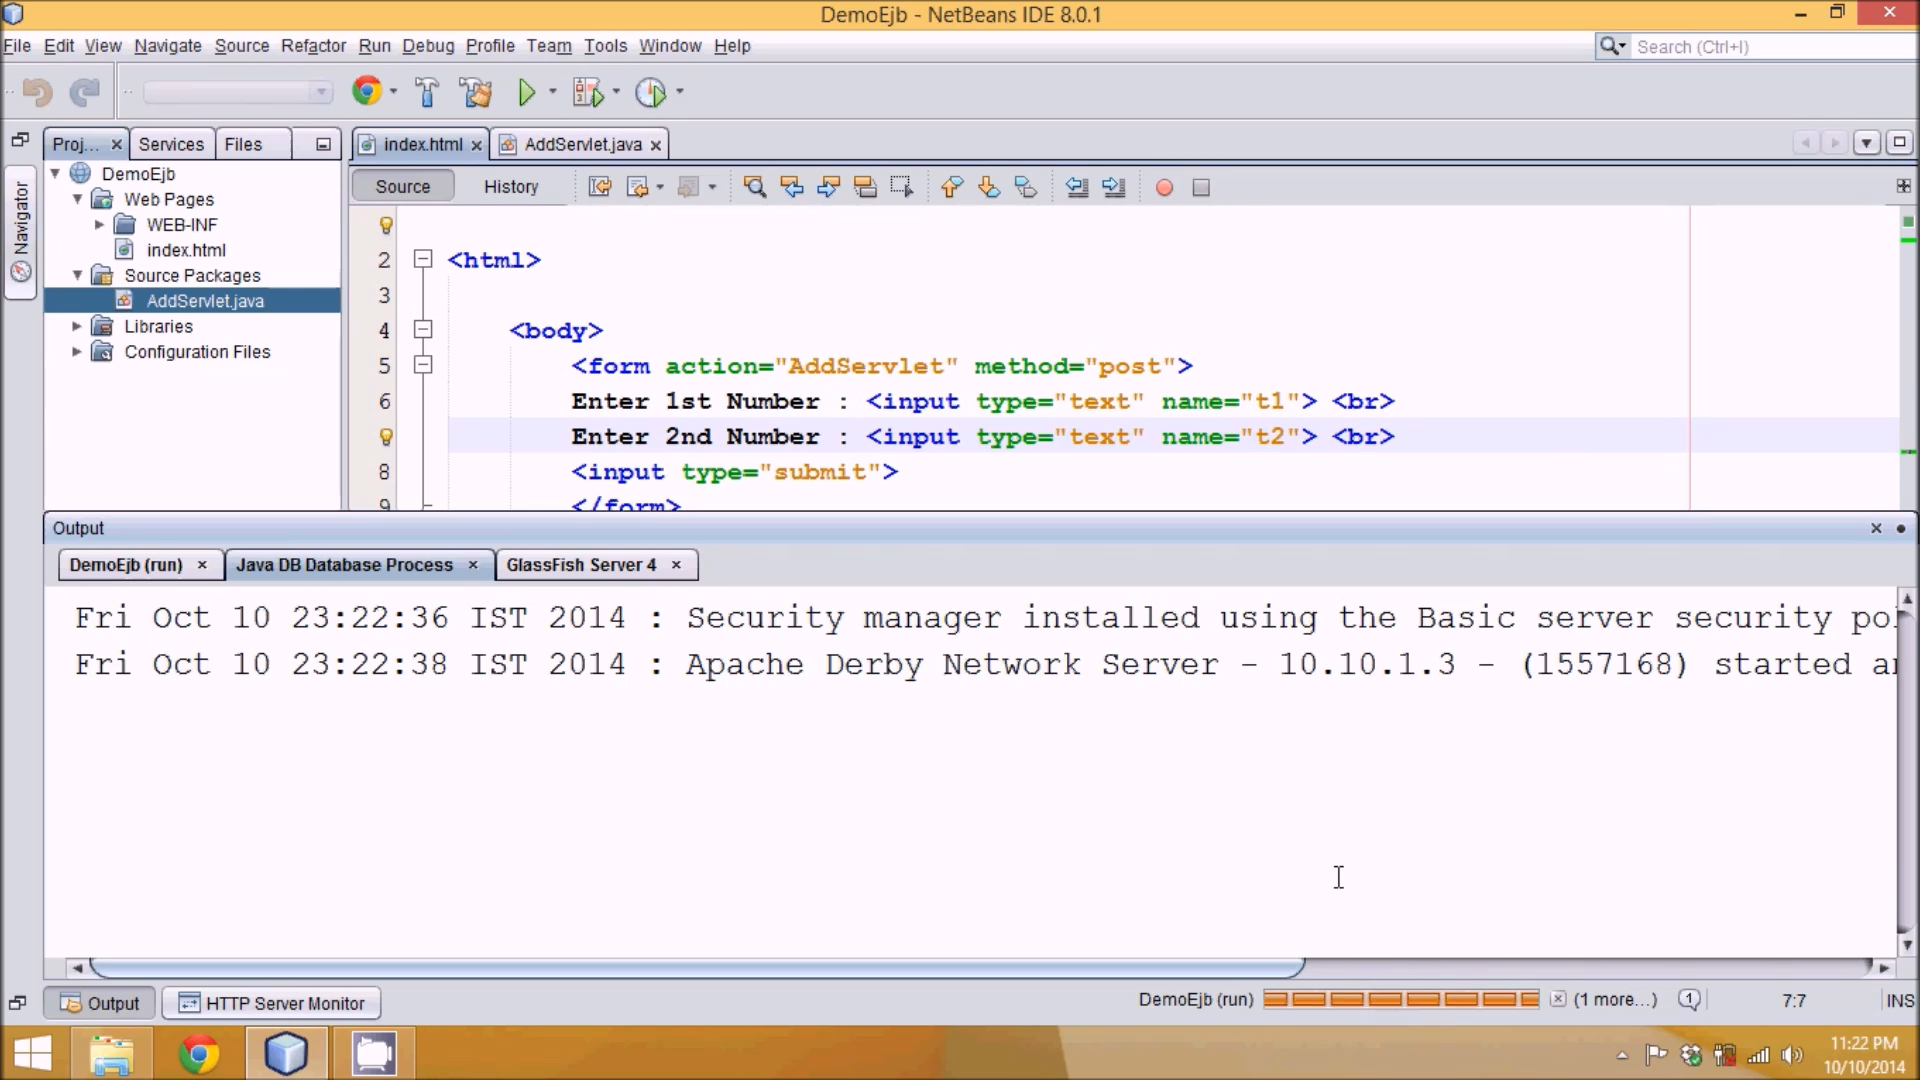 DemoEjb - NetBeans IDE 8.0.1
File Edit View Navigate Source Refactor Run Debug Profile Team Tools Window Help
Search (Ctrl+I)
Proj... Services Files
index.html AddServlet.java
Navigator
DemoEjb
Web Pages
WEB-INF
index.html
Source Packages
AddServlet.java
Libraries
Configuration Files
Source History
2 <html>
3
4 <body>
5 <form action="AddServlet" method="post">
6 Enter 1st Number : <input type="text" name="t1"> <br>
Enter 2nd Number : <input type="text" name="t2"> <br>
8 <input type="submit">
9 </form>
Output
DemoEjb (run) Java DB Database Process GlassFish Server 4
Fri Oct 10 23:22:36 IST 2014 : Security manager installed using the Basic server security
Fri Oct 10 23:22:38 IST 2014 : Apache Derby Network Server - 10.10.1.3 - (1557168) started
Output HTTP Server Monitor
DemoEjb (run) (1 more...) 1 7:7 INS
11:22 PM
10/10/2014